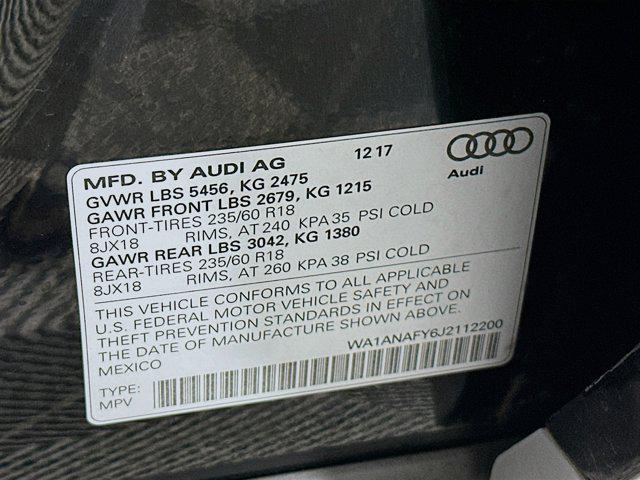 MFD. BY AUDI AG 12 17
Audi
GVWR LBS 5456, KG 2475
GAWR FRONT LBS 2679, KG 1215
FRONT-TIRES 235/60 R18
8JX18 RIMS, AT 240 KPA 35 PSI COLD
GAWR REAR LBS 3042, KG 1380
REAR-TIRES 235/60 R18
8JX18 RIMS, AT 260 KPA 38 PSI COLD
THIS VEHICLE CONFORMS TO ALL APPLICABLE
U.S. FEDERAL MOTOR VEHICLE SAFETY AND
THEFT PREVENTION STANDARDS IN EFFECT ON
THE DATE OF MANUFACTURE SHOWN ABOVE.
MEXICO WA1ANAFY6J2112200
TYPE:
MPV